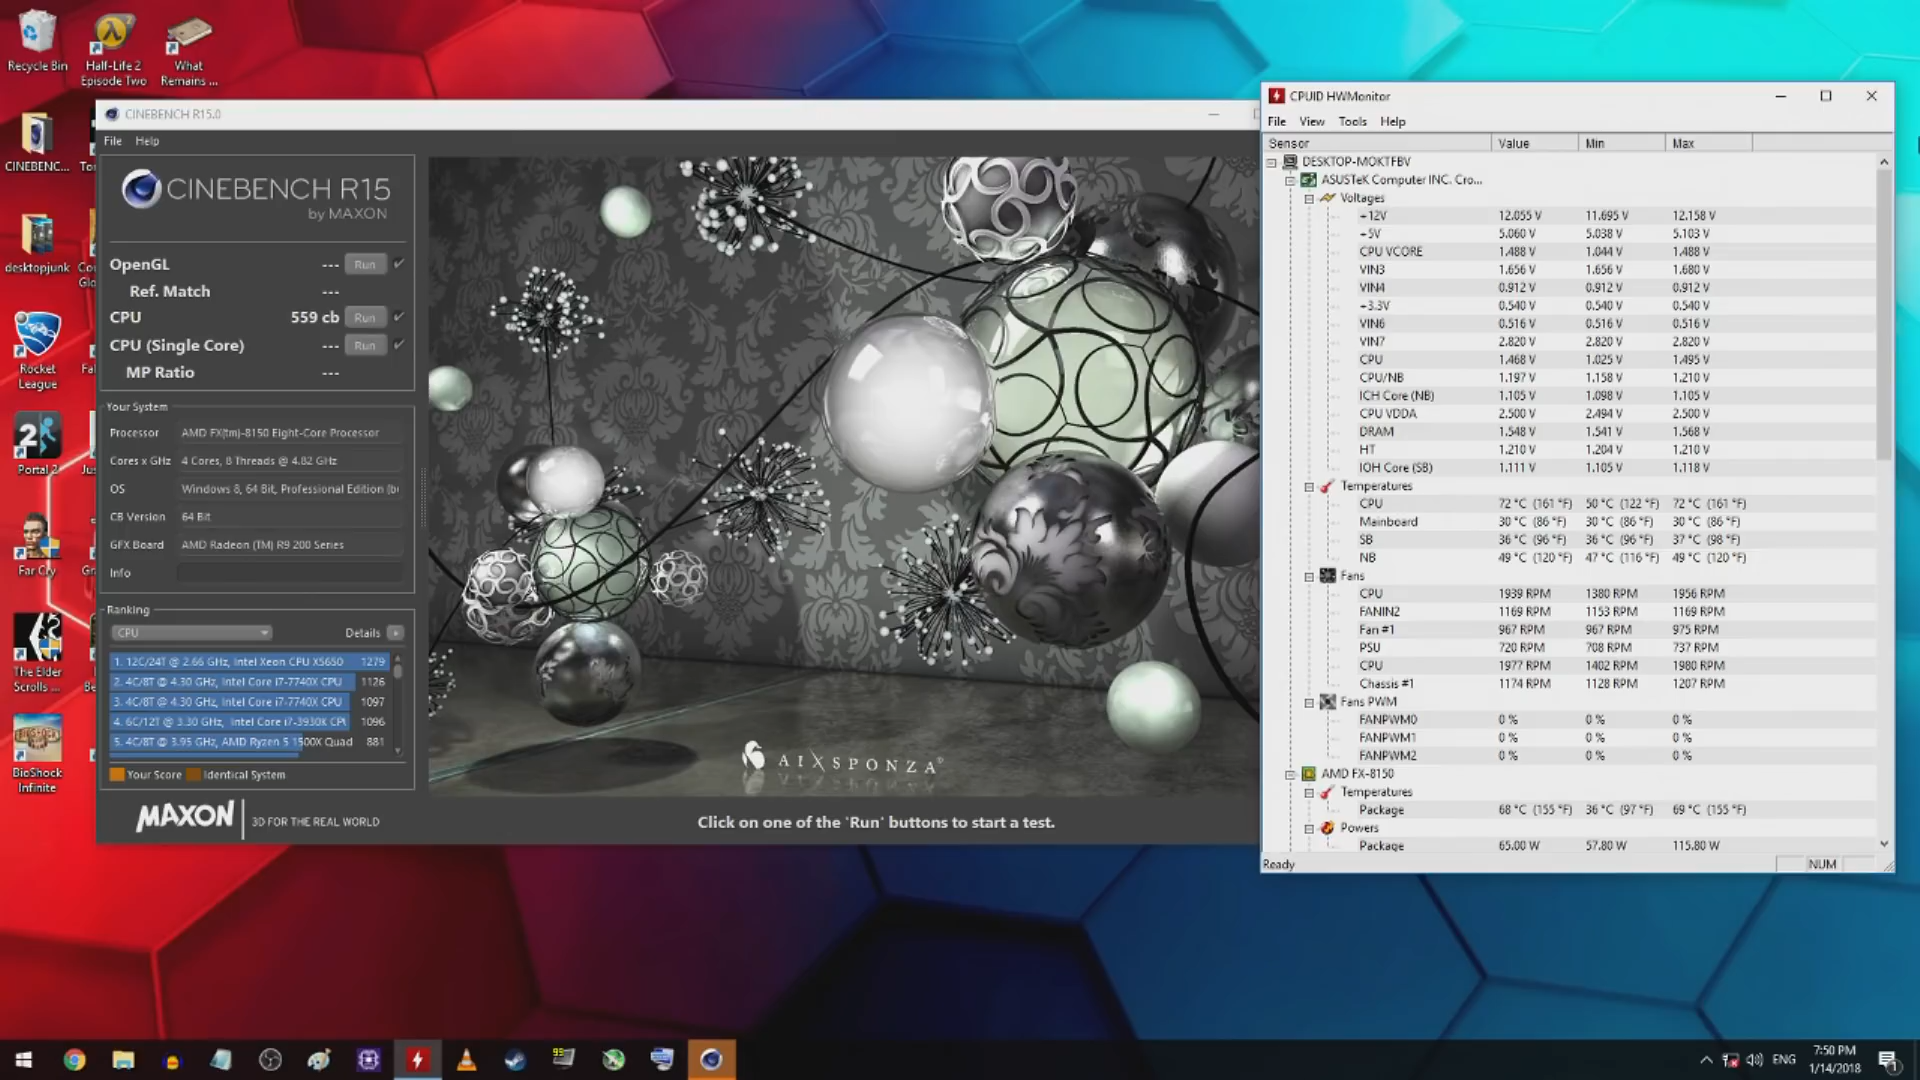 Recycle Bin
Half-Life 2
Episode Two
What
Remains ...
CINEBENC...
desktopjunk
Rocket
League
Portal 2
Far Cry
The Elder
Scrolls ...
BioShock
Infinite
CINEBENCH R15.0
File Help
CINEBENCH R15
by MAXON
OpenGL --- Run
Ref. Match ---
CPU 559 cb Run
CPU (Single Core) --- Run
MP Ratio ---
Your System
Processor AMD FX(tm)-8150 Eight-Core Processor
Cores x GHz 4 Cores, 8 Threads @ 4.82 GHz
OS Windows 8, 64 Bit, Professional Edition (b
CB Version 64 Bit
GFX Board AMD Radeon (TM) R9 200 Series
Info
Ranking
CPU Details
1. 12C/24T @ 2.66 GHz, Intel Xeon CPU X5650 1279
2. 4C/8T @ 4.30 GHz, Intel Core i7-7740X CPU 1126
3. 4C/8T @ 4.30 GHz, Intel Core i7-7740X CPU 1097
4. 6C/12T @ 3.30 GHz, Intel Core i7-3930K CPU 1096
5. 4C/8T @ 3.95 GHz, AMD Ryzen 5 1500X Quad 881
Your Score Identical System
MAXON 3D FOR THE REAL WORLD
AIXSPONZA
Click on one of the 'Run' buttons to start a test.
CPUID HWMonitor
File View Tools Help
Sensor Value Min Max
DESKTOP-MOKTFBV
ASUSTeK Computer INC. Cro...
Voltages
+12V 12.055 V 11.695 V 12.158 V
+5V 5.060 V 5.038 V 5.103 V
CPU VCORE 1.488 V 1.044 V 1.488 V
VIN3 1.656 V 1.656 V 1.680 V
VIN4 0.912 V 0.912 V 0.912 V
+3.3V 0.540 V 0.540 V 0.540 V
VIN6 0.516 V 0.516 V 0.516 V
VIN7 2.820 V 2.820 V 2.820 V
CPU 1.468 V 1.025 V 1.495 V
CPU/NB 1.197 V 1.158 V 1.210 V
ICH Core (NB) 1.105 V 1.098 V 1.105 V
CPU VDDA 2.500 V 2.494 V 2.500 V
DRAM 1.548 V 1.541 V 1.568 V
HT 1.210 V 1.204 V 1.210 V
IOH Core (SB) 1.111 V 1.105 V 1.118 V
Temperatures
CPU 72 °C (161 °F) 50 °C (122 °F) 72 °C (161 °F)
Mainboard 30 °C (86 °F) 30 °C (86 °F) 30 °C (86 °F)
SB 36 °C (96 °F) 36 °C (96 °F) 37 °C (98 °F)
NB 49 °C (120 °F) 47 °C (116 °F) 49 °C (120 °F)
Fans
CPU 1939 RPM 1380 RPM 1956 RPM
FANIN2 1169 RPM 1153 RPM 1169 RPM
Fan #1 967 RPM 967 RPM 975 RPM
PSU 720 RPM 708 RPM 737 RPM
CPU 1977 RPM 1402 RPM 1980 RPM
Chassis #1 1174 RPM 1128 RPM 1207 RPM
Fans PWM
FANPWM0 0 % 0 % 0 %
FANPWM1 0 % 0 % 0 %
FANPWM2 0 % 0 % 0 %
AMD FX-8150
Temperatures
Package 68 °C (155 °F) 36 °C (97 °F) 69 °C (155 °F)
Powers
Package 65.00 W 57.80 W 115.80 W
Ready NUM
ENG
7:50 PM
1/14/2018